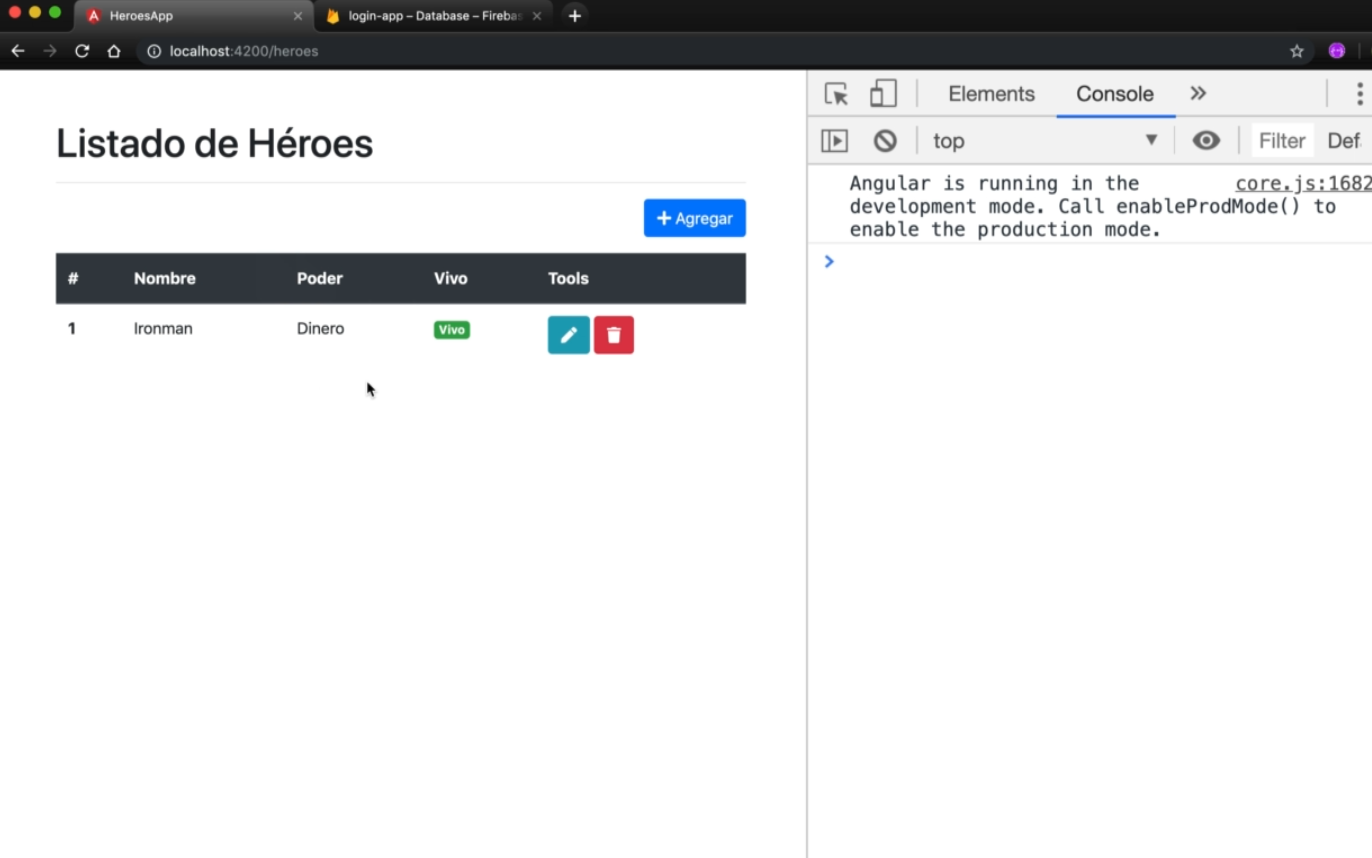 HeroesApp
login-app – Database – Firebas
localhost:4200/heroes
Listado de Héroes
Agregar
# Nombre Poder Vivo Tools
1 Ironman Dinero Vivo
Elements Console
top Filter Def
Angular is running in the core.js:1682
development mode. Call enableProdMode() to
enable the production mode.